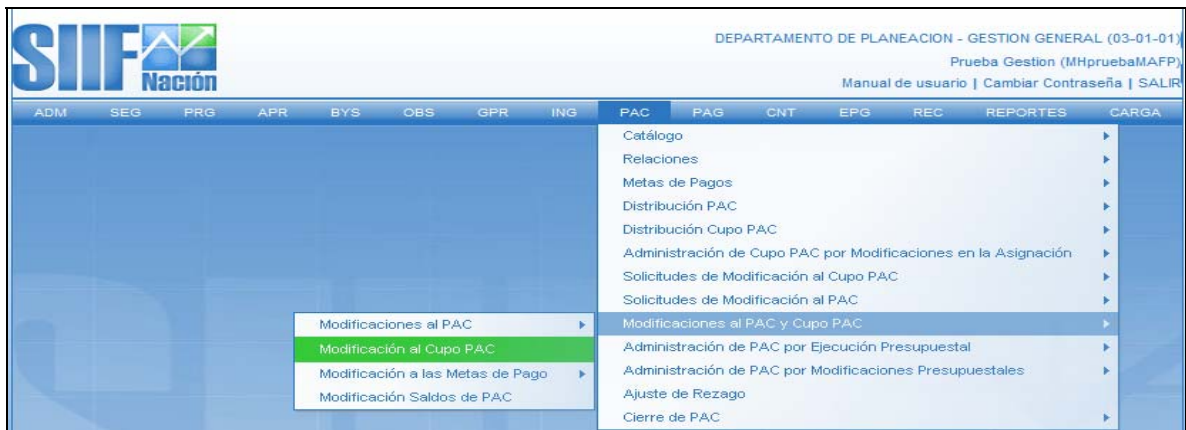 SIIF
Nación
DEPARTAMENTO DE PLANEACION - GESTION GENERAL (03-01-01)
Prueba Gestion (MHpruebaMAFP)
Manual de usuario | Cambiar Contraseña | SALIR
ADM SEG PRG APR BYS OBS GPR ING PAC PAG CNT EPG REC REPORTES CARGA
Catálogo
Relaciones
Metas de Pagos
Distribución PAC
Distribución Cupo PAC
Administración de Cupo PAC por Modificaciones en la Asignación
Solicitudes de Modificación al Cupo PAC
Solicitudes de Modificación al PAC
Modificaciones al PAC y Cupo PAC
Administración de PAC por Ejecución Presupuestal
Administración de PAC por Modificaciones Presupuestales
Ajuste de Rezago
Cierre de PAC
Modificaciones al PAC
Modificación al Cupo PAC
Modificación a las Metas de Pago
Modificación Saldos de PAC